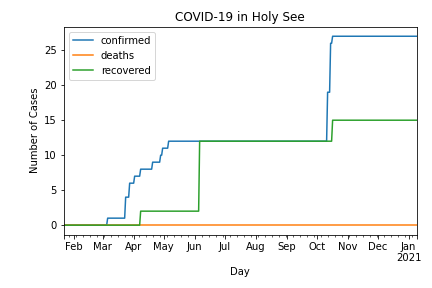 COVID-19 in Holy See
confirmed
deaths
recovered
Number of Cases
25
20
15
10
5
0
Feb Mar Apr May Jun Jul Aug Sep Oct Nov Dec Jan
2021
Day